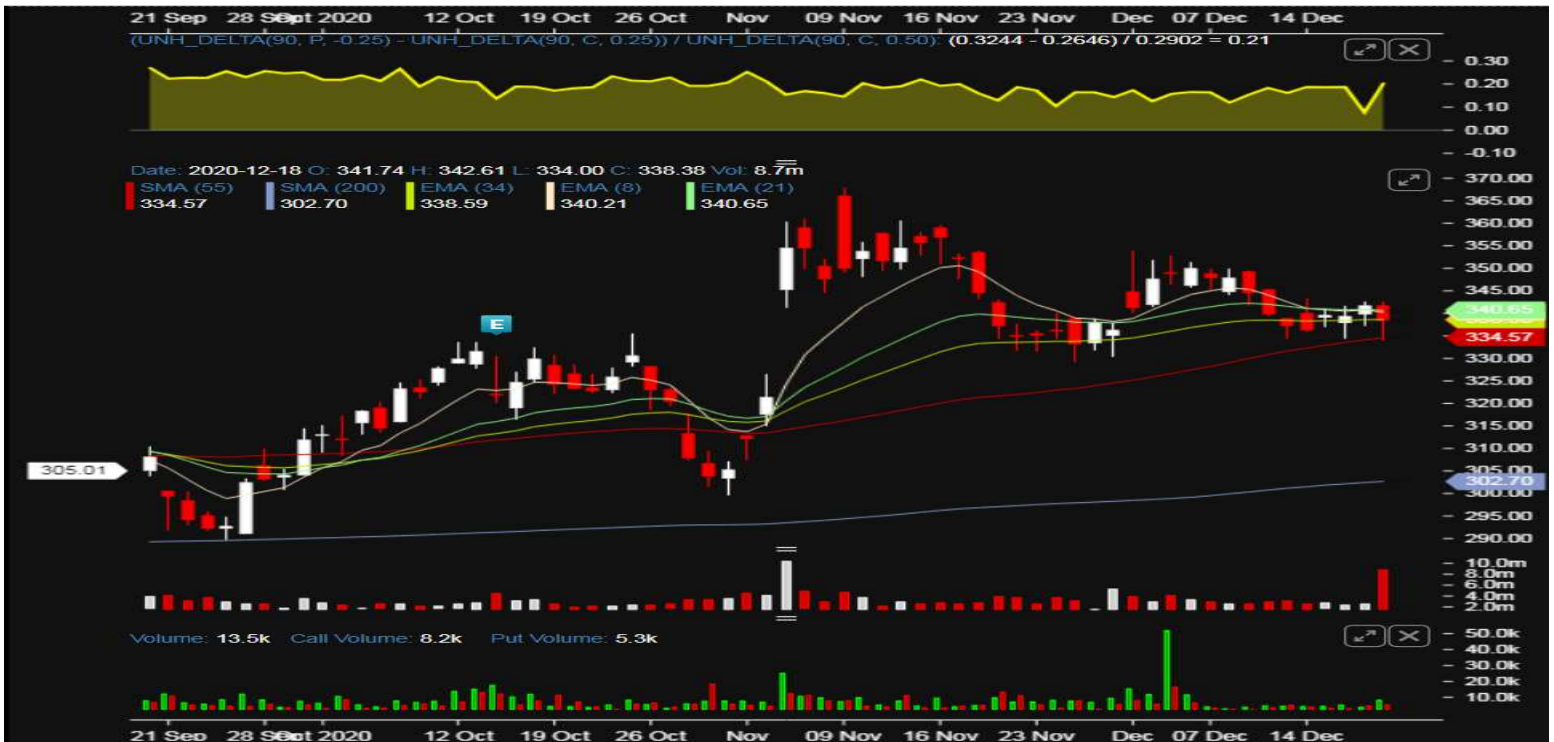 21 Sep 28 Sep Oct 2020 12 Oct 19 Oct 26 Oct Nov 09 Nov 16 Nov 23 Nov Dec 07 Dec 14 Dec
(UNH_DELTA(90, P, -0.25) - UNH_DELTA(90, C, 0.25)) / UNH_DELTA(90, C, 0.50): (0.3244 - 0.2646) / 0.2902 = 0.21
0.30
0.20
0.10
0.00
-0.10
Date: 2020-12-18 O: 341.74 H: 342.61 L: 334.00 C: 338.38 Vol: 8.7m
SMA (55) SMA (200) EMA (34) EMA (8) EMA (21)
334.57 302.70 338.59 340.21 340.65
370.00
365.00
360.00
355.00
350.00
345.00
340.65
334.57
330.00
325.00
320.00
315.00
310.00
305.00
302.70
300.00
295.00
290.00
E
305.01
10.0m
8.0m
6.0m
4.0m
2.0m
Volume: 13.5k Call Volume: 8.2k Put Volume: 5.3k
50.0k
40.0k
30.0k
20.0k
10.0k
21 Sep 28 Sep Oct 2020 12 Oct 19 Oct 26 Oct Nov 09 Nov 16 Nov 23 Nov Dec 07 Dec 14 Dec